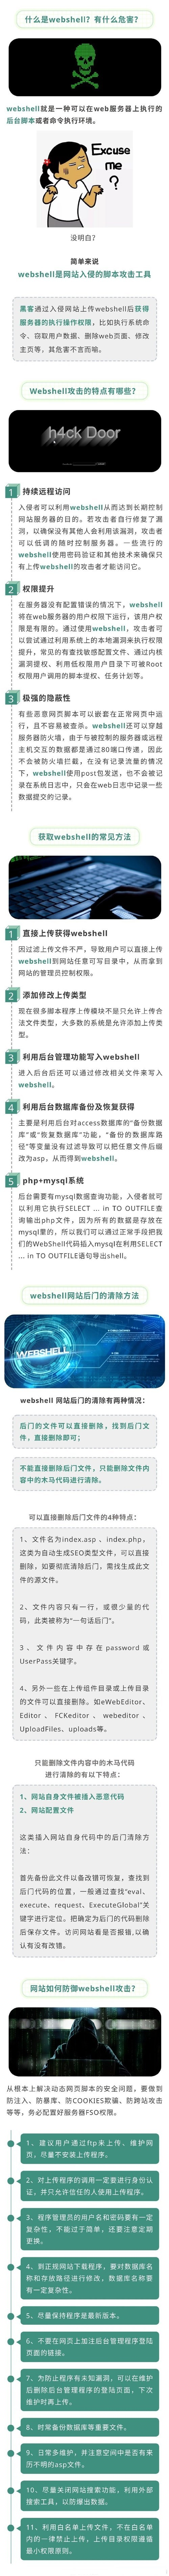 什么是webshell？有什么危害？
webshell就是一种可以在web服务器上执行的
后台脚本或者命令执行环境。
Excuse
me
?
没明白?
简单来说
webshell是网站入侵的脚本攻击工具
黑客通过入侵网站上传webshell后获得
服务器的执行操作权限，比如执行系统命
令、窃取用户数据、删除web页面、修改
主页等，其危害不言而喻。
Webshell攻击的特点有哪些？
h4ck Door
1 持续远程访问
入侵者可以利用webshell从而达到长期控制
网站服务器的目的。若攻击者自行修复了漏
洞，以确保没有其他人会利用该漏洞，攻击者
可以低调的随时控制服务器。一些流行的
webshell使用密码验证和其他技术来确保只
有上传webshell的攻击者才能访问它。
2 权限提升
在服务器没有配置错误的情况下，webshell
将在web服务器的用户权限下运行，该用户权
限是有限的。通过使用webshell，攻击者可
以尝试通过利用系统上的本地漏洞来执行权限
提升，常见的有查找敏感配置文件、通过内核
漏洞提权、利用低权限用户目录下可被Root
权限用户调用的脚本提权、任务计划等。
3 极强的隐蔽性
有些恶意网页脚本可以嵌套在正常网页中运
行，且不容易被查杀。webshell还可以穿越
服务器防火墙，由于与被控制的服务器或远程
主机交互的数据都是通过80端口传递，因此
不会被防火墙拦截，在没有记录流量的情况
下，webshell使用post包发送，也不会被记
录在系统日志中，只会在web日志中记录一些
数据提交的记录。
获取webshell的常见方法
1 直接上传获得webshell
因过滤上传文件不严，导致用户可以直接上传
webshell到网站任意可写目录中，从而拿到
网站的管理员控制权限。
2 添加修改上传类型
现在很多脚本程序上传模块不是只允许上传合
法文件类型，大多数的系统是允许添加上传类
型。
3 利用后台管理功能写入webshell
进入后台后还可以通过修改相关文件来写入
webshell。
4 利用后台数据库备份及恢复获得
主要是利用后台对access数据库的“备份数据
库”或“恢复数据库”功能，“备份的数据库路
径”等变量没有过滤导致可以把任意文件后缀
改为asp，从而得到webshell。
5 php+mysql系统
后台需要有mysql数据查询功能，入侵者就可
以利用它执行SELECT ... in TO OUTFILE查
询输出php文件，因为所有的数据是存放在
mysql里的，所以我们可以通过正常手段把我
们的WebShell代码插入mysql在利用SELECT
... in TO OUTFILE语句导出shell。
webshell网站后门的清除方法
WEBSHELL
webshell 网站后门的清除有两种情况：
后门的文件可以直接删除，找到后门文
件，直接删除即可；
不能直接删除后门文件，只能删除文件内
容中的木马代码进行清除。
可以直接删除后门文件的4种特点：
1、文件名为index.asp 、index.php，
这类为自动生成SEO类型文件，可以直接
删除，如要彻底清除后门，需找生成此文
件的源文件。
2、文件内容只有一行，或很少量的代
码，此类被称为“一句话后门”。
3、文件内容中存在password或
UserPass关键字。
4、另外一些在上传组件目录或上传目录
的文件可以直接删除。如eWebEditor、
Editor、FCKeditor、webeditor、
UploadFiles、uploads等。
只能删除文件内容中的木马代码
进行清除的有以下特点：
1、网站自身文件被插入恶意代码
2、网站配置文件
这类插入网站自身代码中的后门清除方
法：
首先备份此文件以备改错可恢复，查找到
后门代码的位置，一般通过查找“eval、
execute、request、ExecuteGlobal”关
键字进行定位。把确定为后门的代码删除
后保存文件。访问网站看是否报错，以确
认有没有改错。
网站如何防御webshell攻击?
从根本上解决动态网页脚本的安全问题，要做到
防注入、防暴库、防COOKIES欺骗、防跨站攻击
等等，务必配置好服务器FSO权限。
1、建议用户通过ftp来上传、维护网
页，尽量不安装上传程序。
2、对上传程序的调用一定要进行身份认
证，并只允许信任的人使用上传程序。
3、程序管理员的用户名和密码要有一定
复杂性，不能过于简单，还要注意定期
更换。
4、到正规网站下载程序，要对数据库名
称和存放路径进行修改，数据库名称要
有一定复杂性。
5、尽量保持程序是最新版本。
6、不要在网页上加注后台管理程序登陆
页面的链接。
7、为防止程序有未知漏洞，可以在维护
后删除后台管理程序的登陆页面，下次
维护时再上传。
8、时常备份数据库等重要文件。
9、日常多维护，并注意空间中是否有来
历不明的asp文件。
10、尽量关闭网站搜索功能，利用外部
搜索工具，以防爆出数据。
11、利用白名单上传文件，不在白名单
内的一律禁止上传，上传目录权限遵循
最小权限原则。